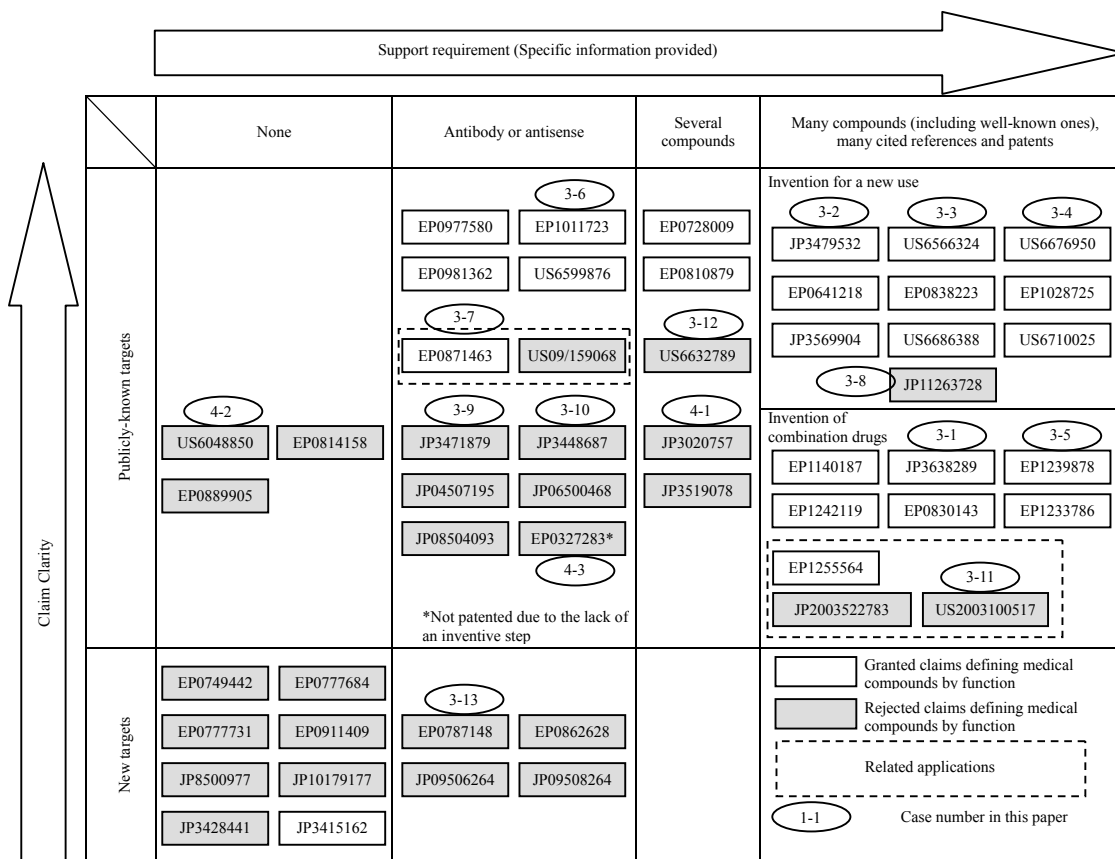 Support requirement (Specific information provided)
None
Antibody or antisense
Several
compounds
Many compounds (including well-known ones),
many cited references and patents
Claim Clarity
Publicly-known targets
4-2
US6048850
EP0814158
EP0889905
3-6
EP0977580
EP1011723
EP0981362
US6599876
3-7
EP0871463
US09/159068
3-9
3-10
JP3471879
JP3448687
JP04507195
JP06500468
JP08504093
EP0327283*
4-3
*Not patented due to the lack of
an inventive step
EP0728009
EP0810879
3-12
US6632789
4-1
JP3020757
JP3519078
Invention for a new use
3-2
3-3
3-4
JP3479532
US6566324
US6676950
EP0641218
EP0838223
EP1028725
JP3569904
US6686388
US6710025
3-8
JP11263728
Invention of
combination drugs
3-1
3-5
EP1140187
JP3638289
EP1239878
EP1242119
EP0830143
EP1233786
EP1255564
3-11
JP2003522783
US2003100517
New targets
EP0749442
EP0777684
EP0777731
EP0911409
JP8500977
JP10179177
JP3428441
JP3415162
3-13
EP0787148
EP0862628
JP09506264
JP09508264
Granted claims defining medical
compounds by function
Rejected claims defining medical
compounds by function
Related applications
1-1
Case number in this paper